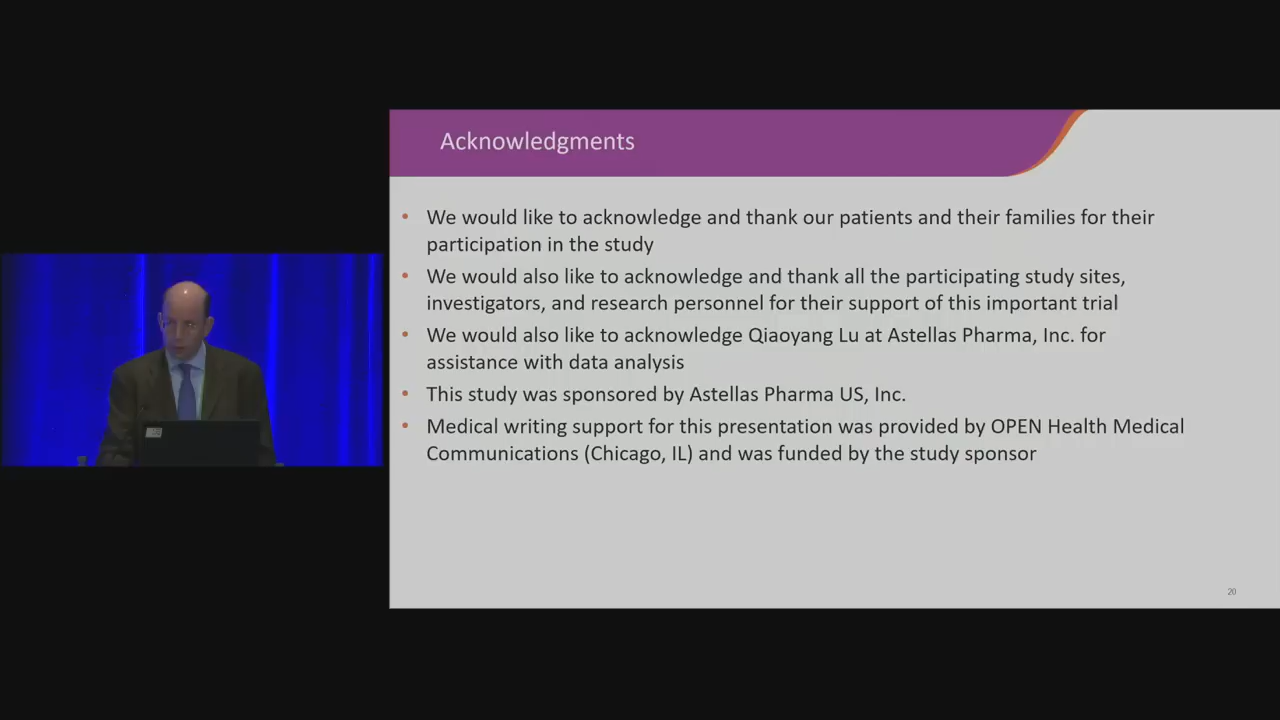 Acknowledgments
• We would like to acknowledge and thank our patients and their families for their
participation in the study
• We would also like to acknowledge and thank all the participating study sites,
investigators, and research personnel for their support of this important trial
• We would also like to acknowledge Qiaoyang Lu at Astellas Pharma, Inc. for
assistance with data analysis
• This study was sponsored by Astellas Pharma US, Inc.
• Medical writing support for this presentation was provided by OPEN Health Medical
Communications (Chicago, IL) and was funded by the study sponsor
20